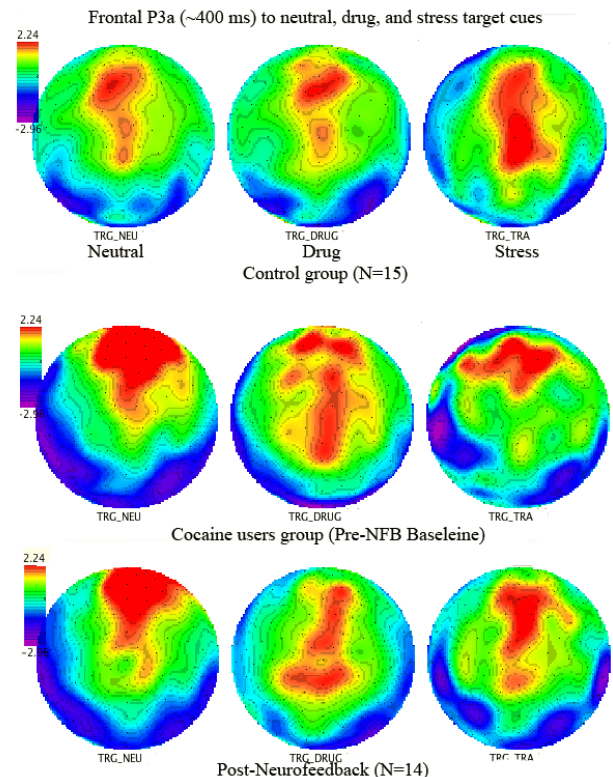 Frontal P3a (~400 ms) to neutral, drug, and stress target cues
2.24
-2.96
TRG_NEU TRG_DRUG TRG_TRA
Neutral Drug Stress
Control group (N=15)
2.24
TRG_NEU TRG_DRUG TRG_TRA
Cocaine users group (Pre-NFB Baseleine)
2.24
TRG_NEU TRG_DRUG TRG_TRA
Post-Neurofeedback (N=14)